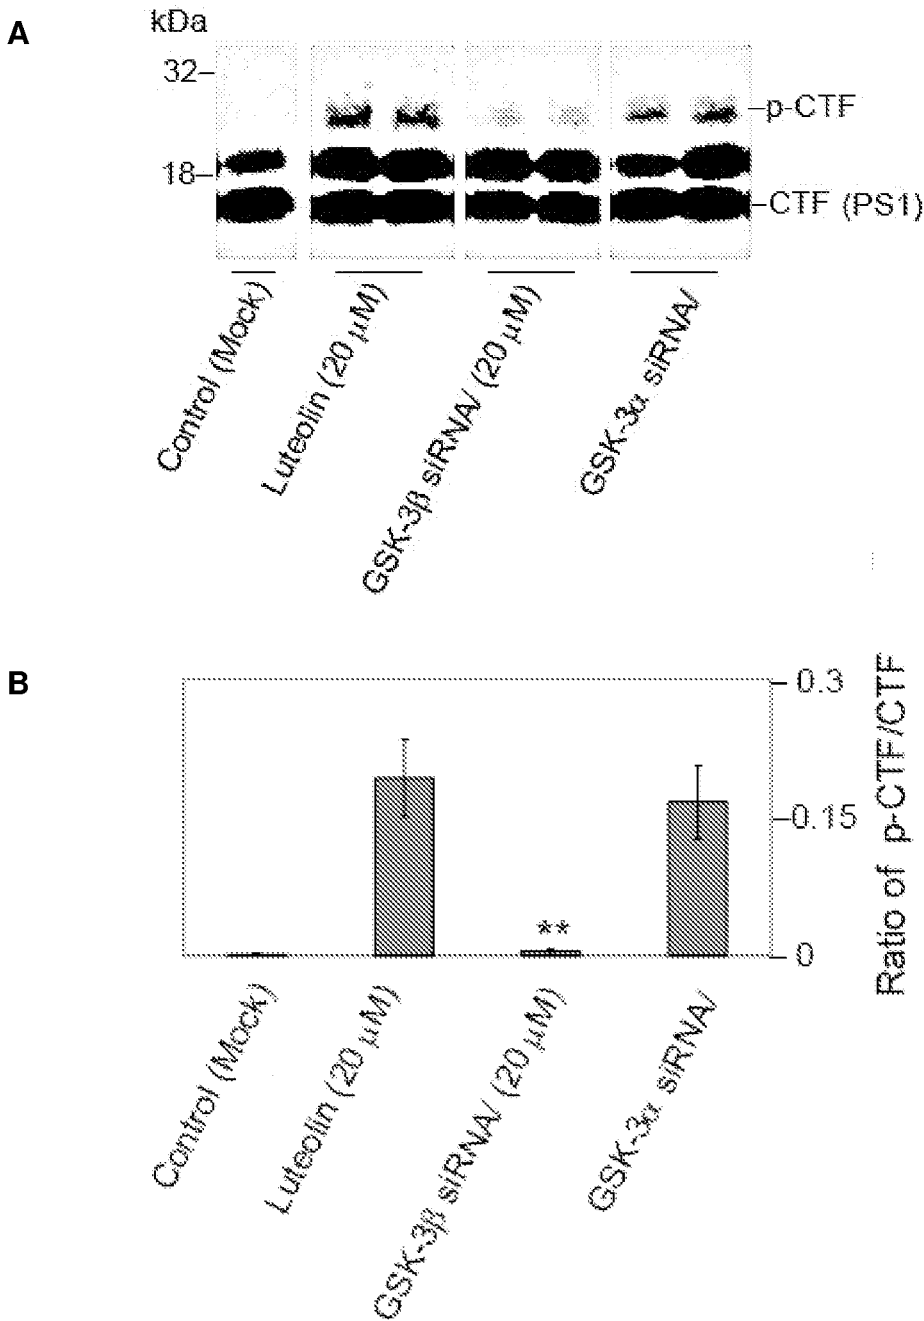 A
kDa
32
p-CTF
18
CTF (PS1)
Control (Mock)
Luteolin (20 µM)
GSK-3β siRNA/ (20 µM)
GSK-3α siRNA/
B
0.3
0.15
0
Ratio of p-CTF/CTF
**
Control (Mock)
Luteolin (20 µM)
GSK-3β siRNA/ (20 µM)
GSK-3α siRNA/